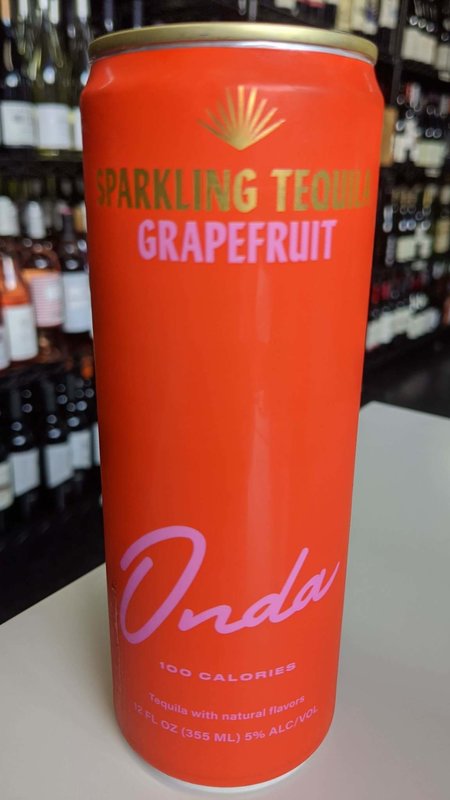 SPARKLING TEQUILA
GRAPEFRUIT
Onda
100 CALORIES
Tequila with natural flavors
12 FL OZ (355 ML) 5% ALC/VOL